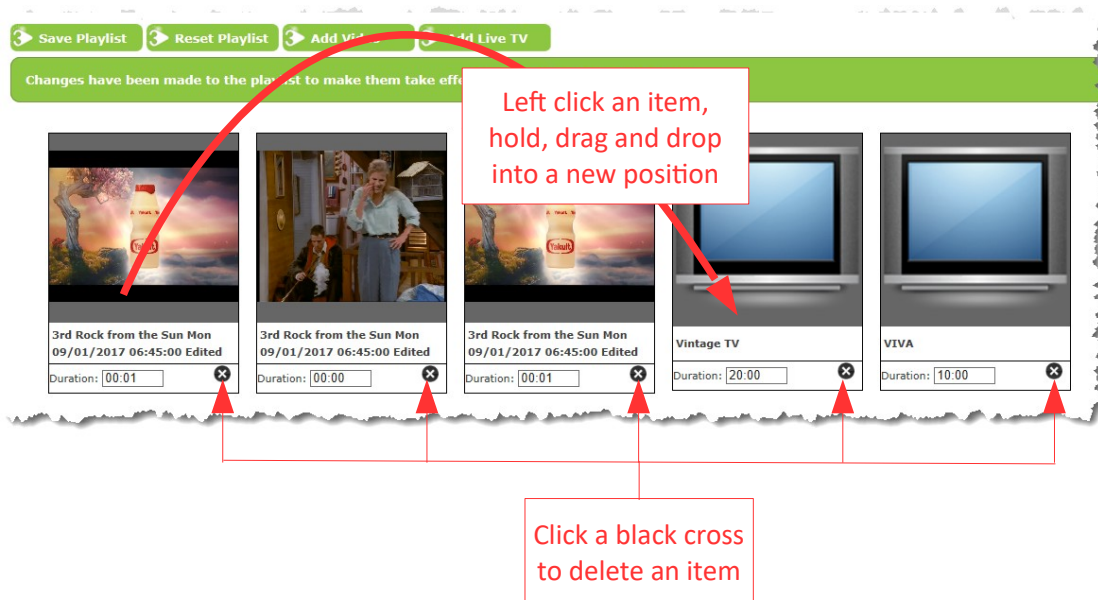 Save Playlist Reset Playlist Add Vid Add Live TV
Changes have been made to the playlist to make them take effe
Left click an item,
hold, drag and drop
into a new position
Yakult
Yakult
3rd Rock from the Sun Mon
09/01/2017 06:45:00 Edited
3rd Rock from the Sun Mon
09/01/2017 06:45:00 Edited
3rd Rock from the Sun Mon
09/01/2017 06:45:00 Edited
Vintage TV
VIVA
Duration: 00:01
Duration: 00:00
Duration: 00:01
Duration: 20:00
Duration: 10:00
Click a black cross
to delete an item